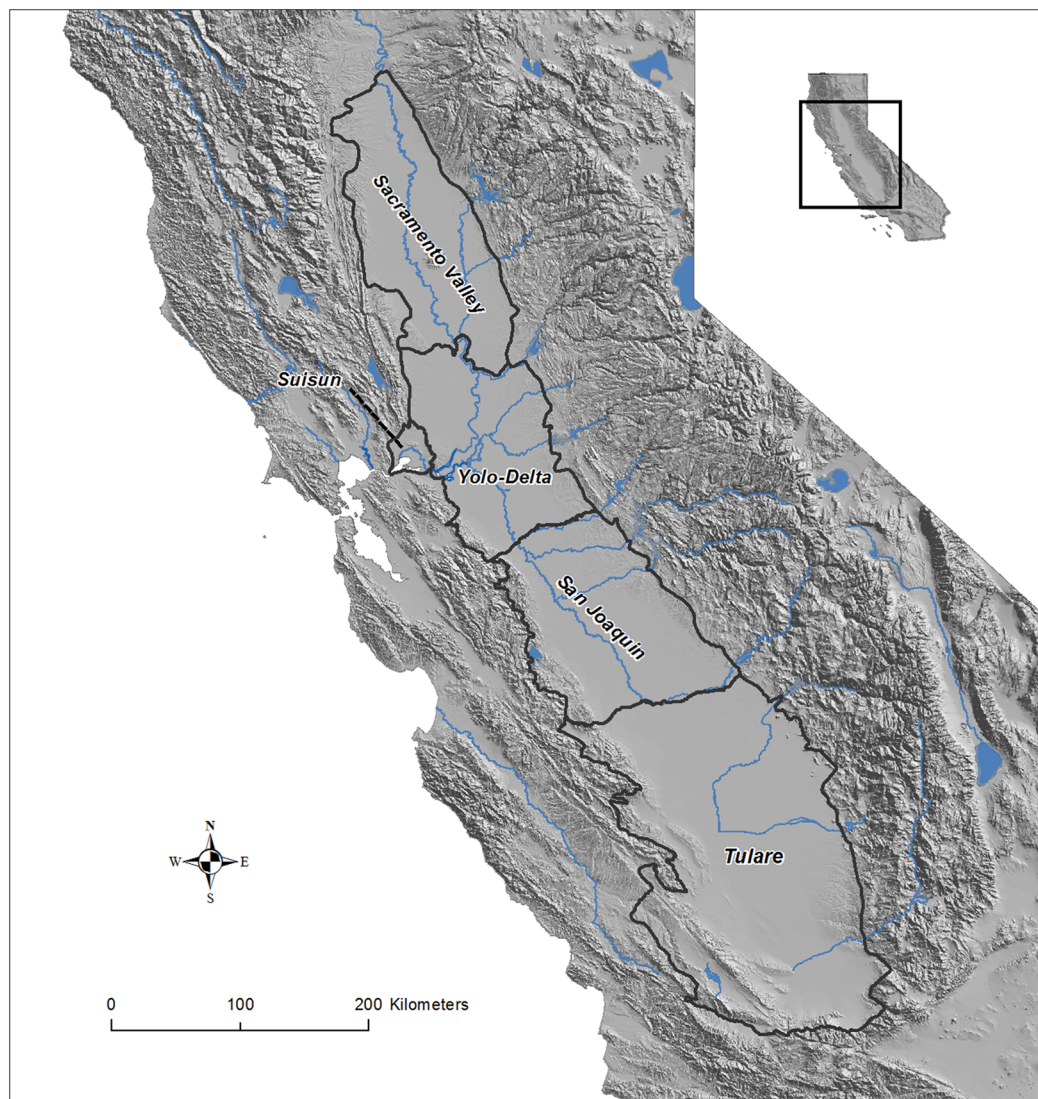 Sacramento Valley
Suisun
Yolo-Delta
San Joaquin
Tulare
N
W E
S
0 100 200 Kilometers